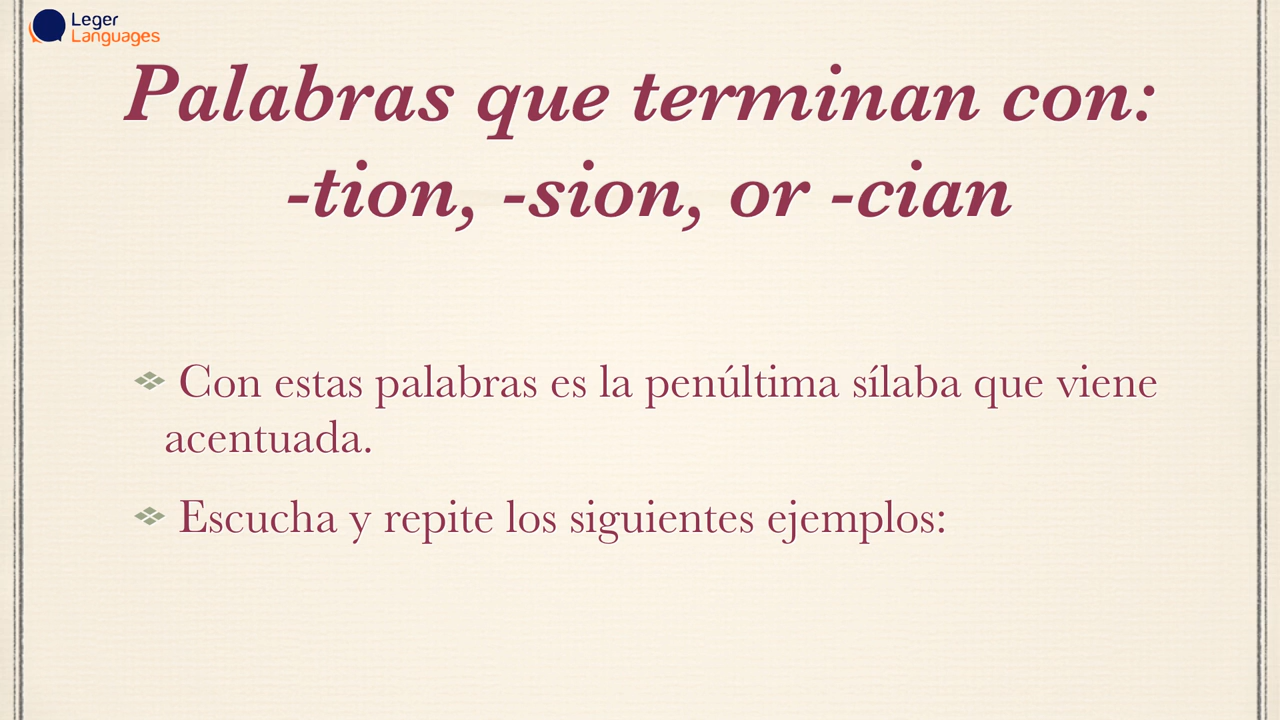 Leger
Languages
Palabras que terminan con:
-tion, -sion, or -cian
Con estas palabras es la penúltima sílaba que viene
acentuada.
Escucha y repite los siguientes ejemplos: